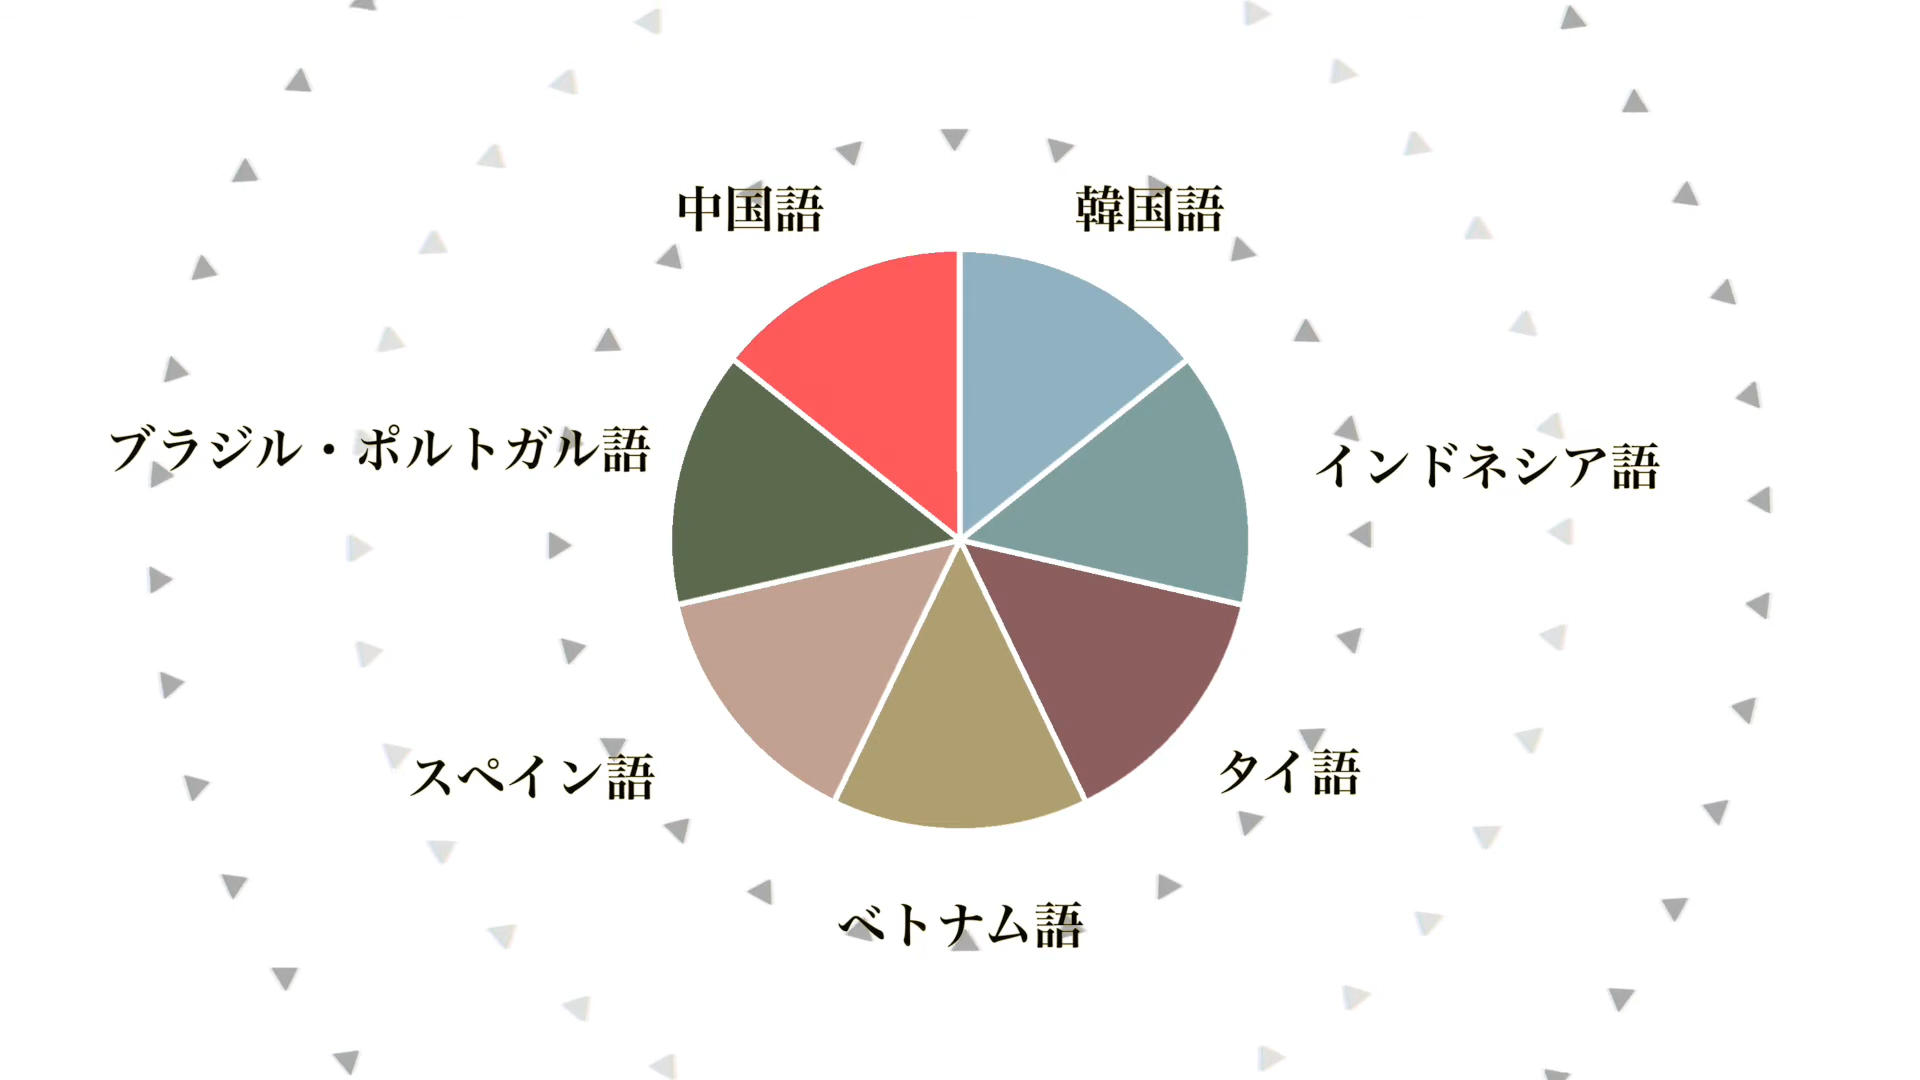 中国語
韓国語
ブラジル・ポルトガル語
インドネシア語
スペイン語
タイ語
ベトナム語